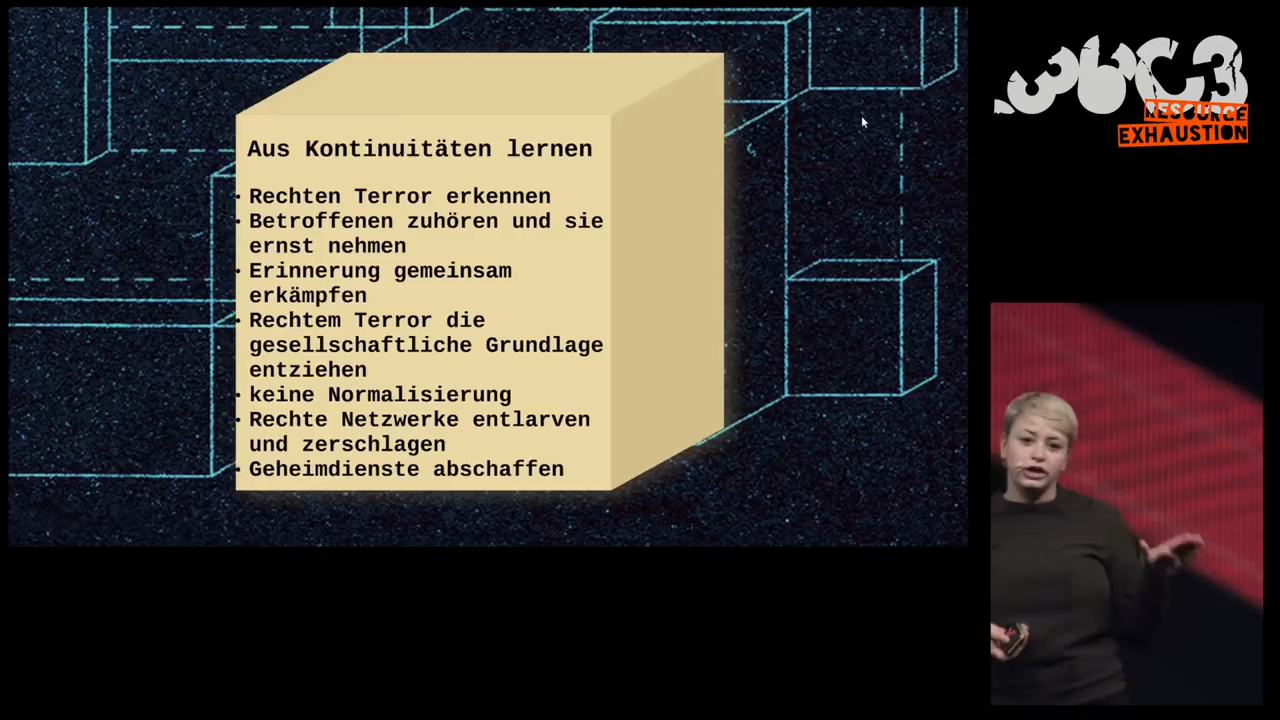 Aus Kontinuitäten lernen
• Rechten Terror erkennen
• Betroffenen zuhören und sie
ernst nehmen
• Erinnerung gemeinsam
erkämpfen
• Rechtem Terror die
gesellschaftliche Grundlage
entziehen
• keine Normalisierung
• Rechte Netzwerke entlarven
und zerschlagen
• Geheimdienste abschaffen
36C3
RESOURCE
EXHAUSTION